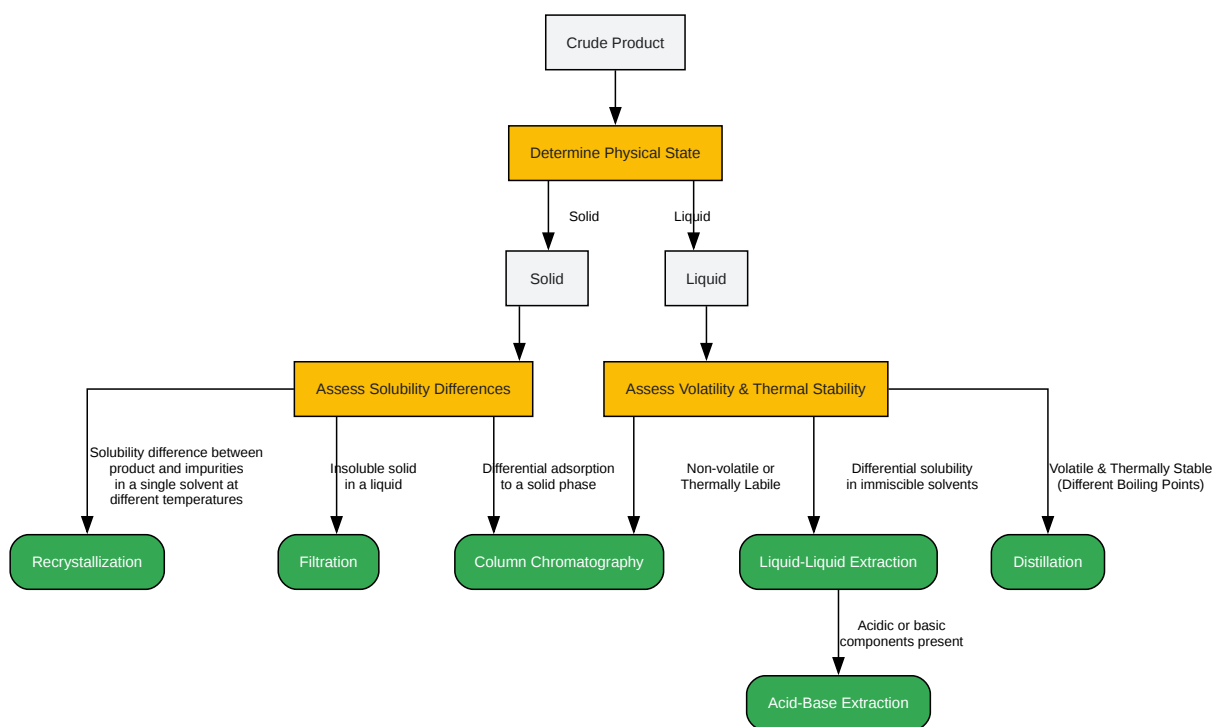 Crude Product
Determine Physical State
Solid
Liquid
Solid
Liquid
Assess Solubility Differences
Assess Volatility & Thermal Stability
Solubility difference between
product and impurities
in a single solvent at
different temperatures
Insoluble solid
in a liquid
Differential adsorption
to a solid phase
Non-volatile or
Thermally Labile
Differential solubility
in immiscible solvents
Volatile & Thermally Stable
(Different Boiling Points)
Recrystallization
Filtration
Column Chromatography
Liquid-Liquid Extraction
Distillation
Acidic or basic
components present
Acid-Base Extraction